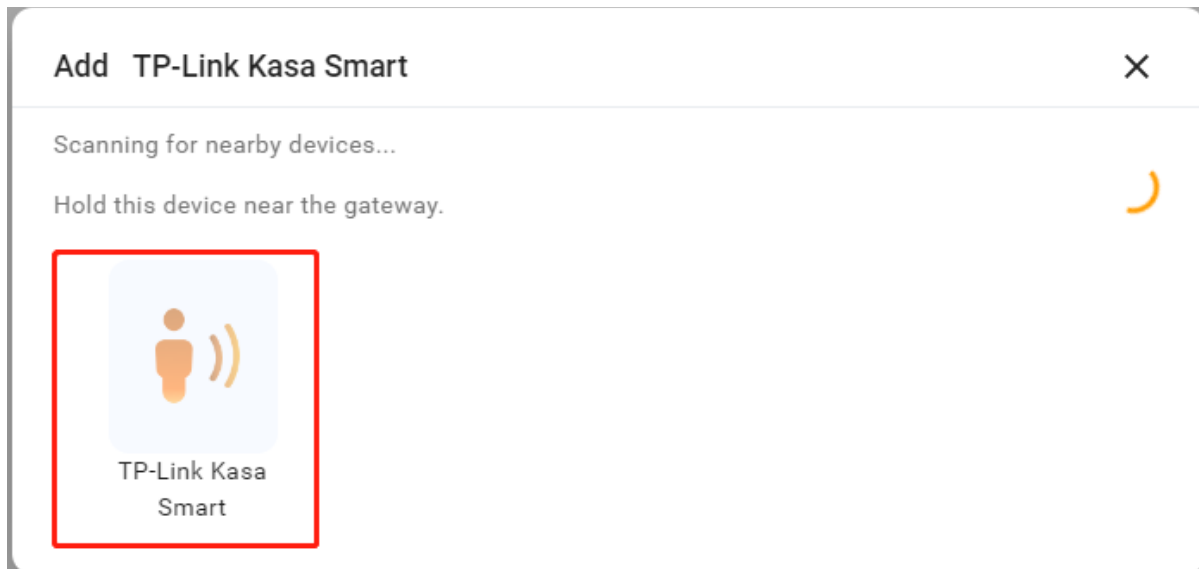 Add TP-Link Kasa Smart
Scanning for nearby devices...
Hold this device near the gateway.
TP-Link Kasa
Smart